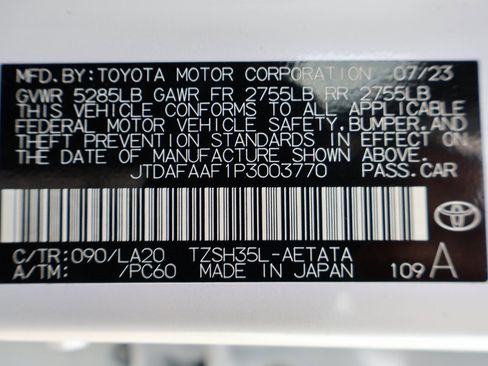 MFD. BY: TOYOTA MOTOR CORPORATION 07/23
GVWR 5285LB GAWR FR 2755LB RR 2755LB
THIS VEHICLE CONFORMS TO ALL APPLICABLE
FEDERAL MOTOR VEHICLE SAFETY, BUMPER, AND
THEFT PREVENTION STANDARDS IN EFFECT ON
THE DATE OF MANUFACTURE SHOWN ABOVE.
JTDAFAAF1P3003770 PASS. CAR
C/TR: 090/LA20 TZSH35L-AETATA
A/TM: /PC60 MADE IN JAPAN 109 A